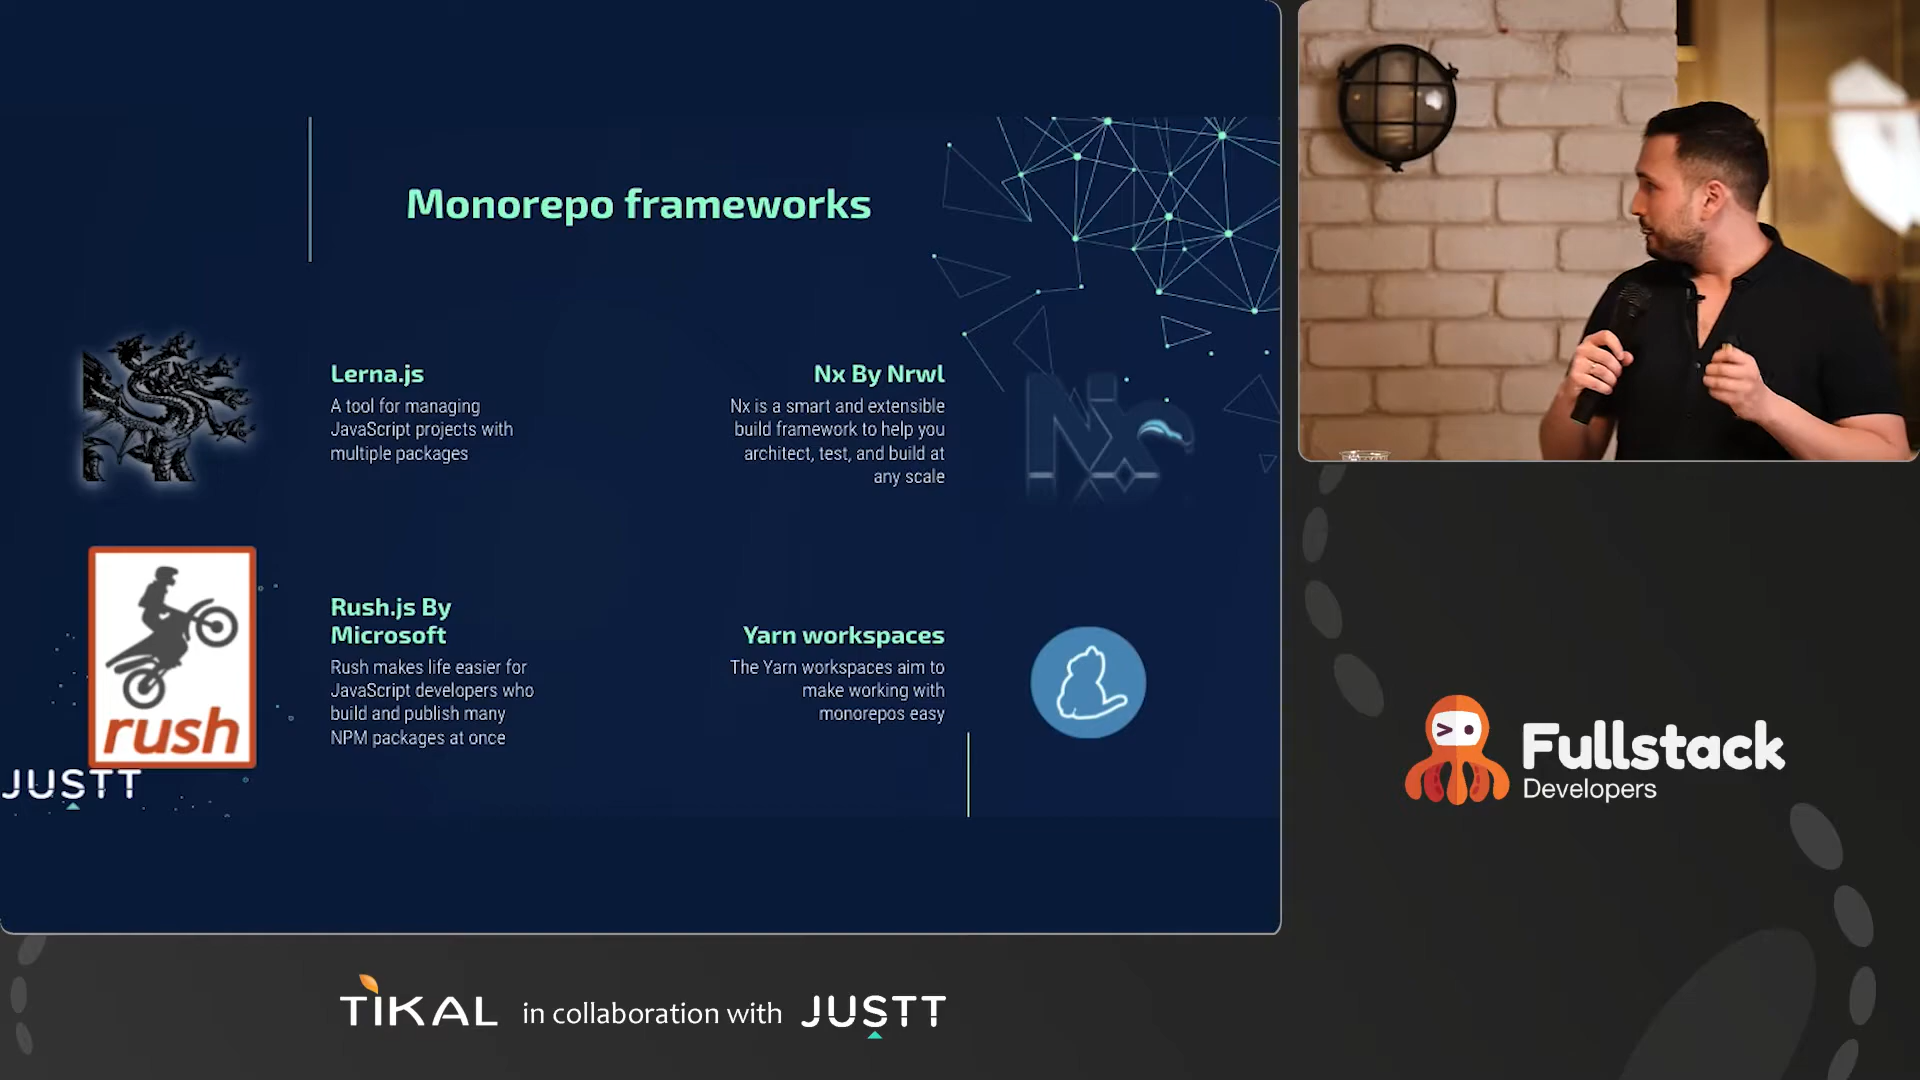 Monorepo frameworks
Lerna.js
A tool for managing
JavaScript projects with
multiple packages
Nx By Nrwl
Nx is a smart and extensible
build framework to help you
architect, test, and build at
any scale
Nx
Rush.js By
Microsoft
Rush makes life easier for
JavaScript developers who
build and publish many
NPM packages at once
rush
Yarn workspaces
The Yarn workspaces aim to
make working with
monorepos easy
JUSTT
Fullstack
Developers
TIKAL in collaboration with JUSTT